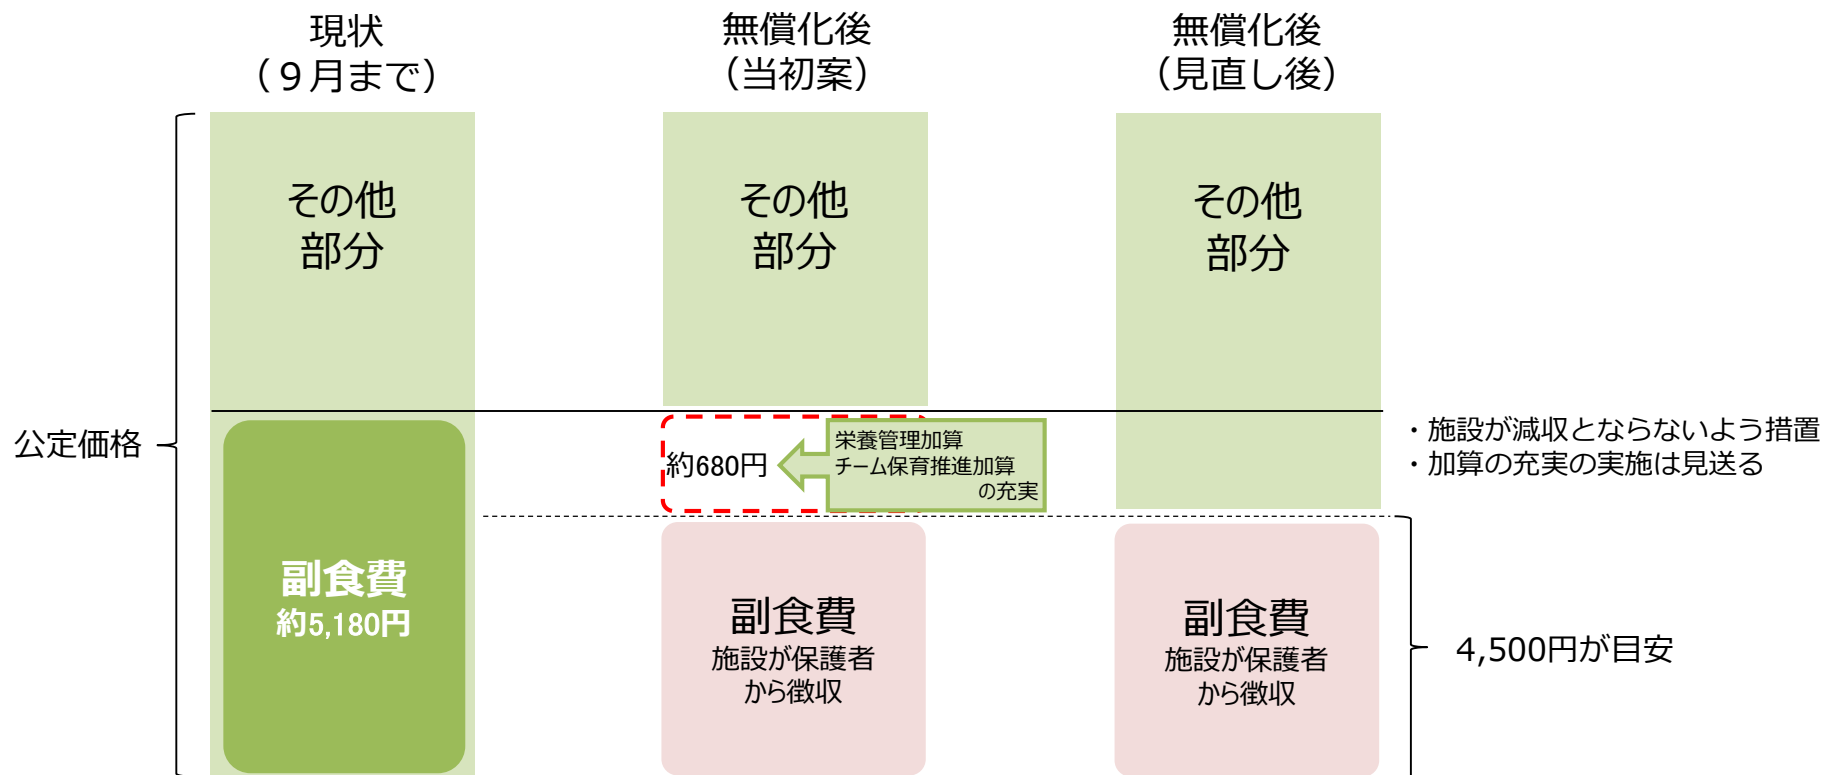 現状
（９月まで）
無償化後
（当初案）
無償化後
（見直し後）
その他
部分
その他
部分
その他
部分
公定価格
約680円
栄養管理加算
チーム保育推進加算
の充実
・施設が減収とならないよう措置
・加算の充実の実施は見送る
副食費
約5,180円
副食費
施設が保護者
から徴収
副食費
施設が保護者
から徴収
4,500円が目安